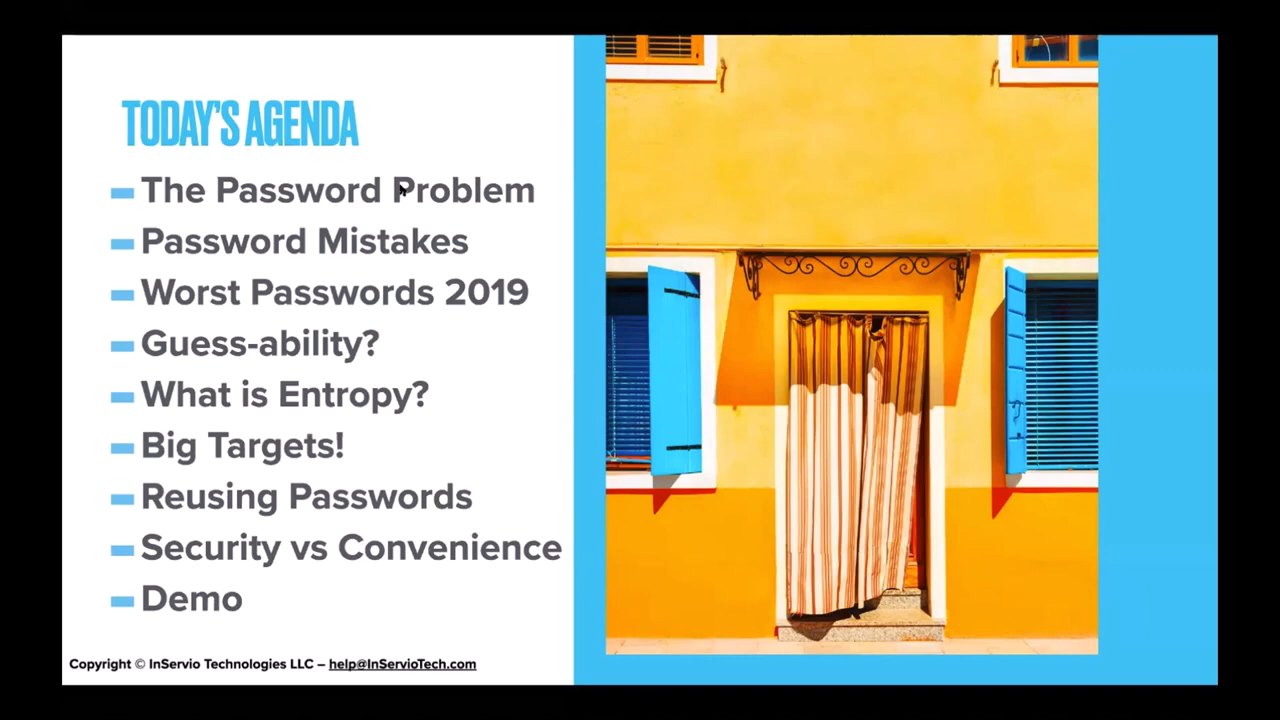 TODAY'S AGENDA
The Password Problem
Password Mistakes
Worst Passwords 2019
Guess-ability?
What is Entropy?
Big Targets!
Reusing Passwords
Security vs Convenience
Demo
Copyright © InServio Technologies LLC – help@InServioTech.com